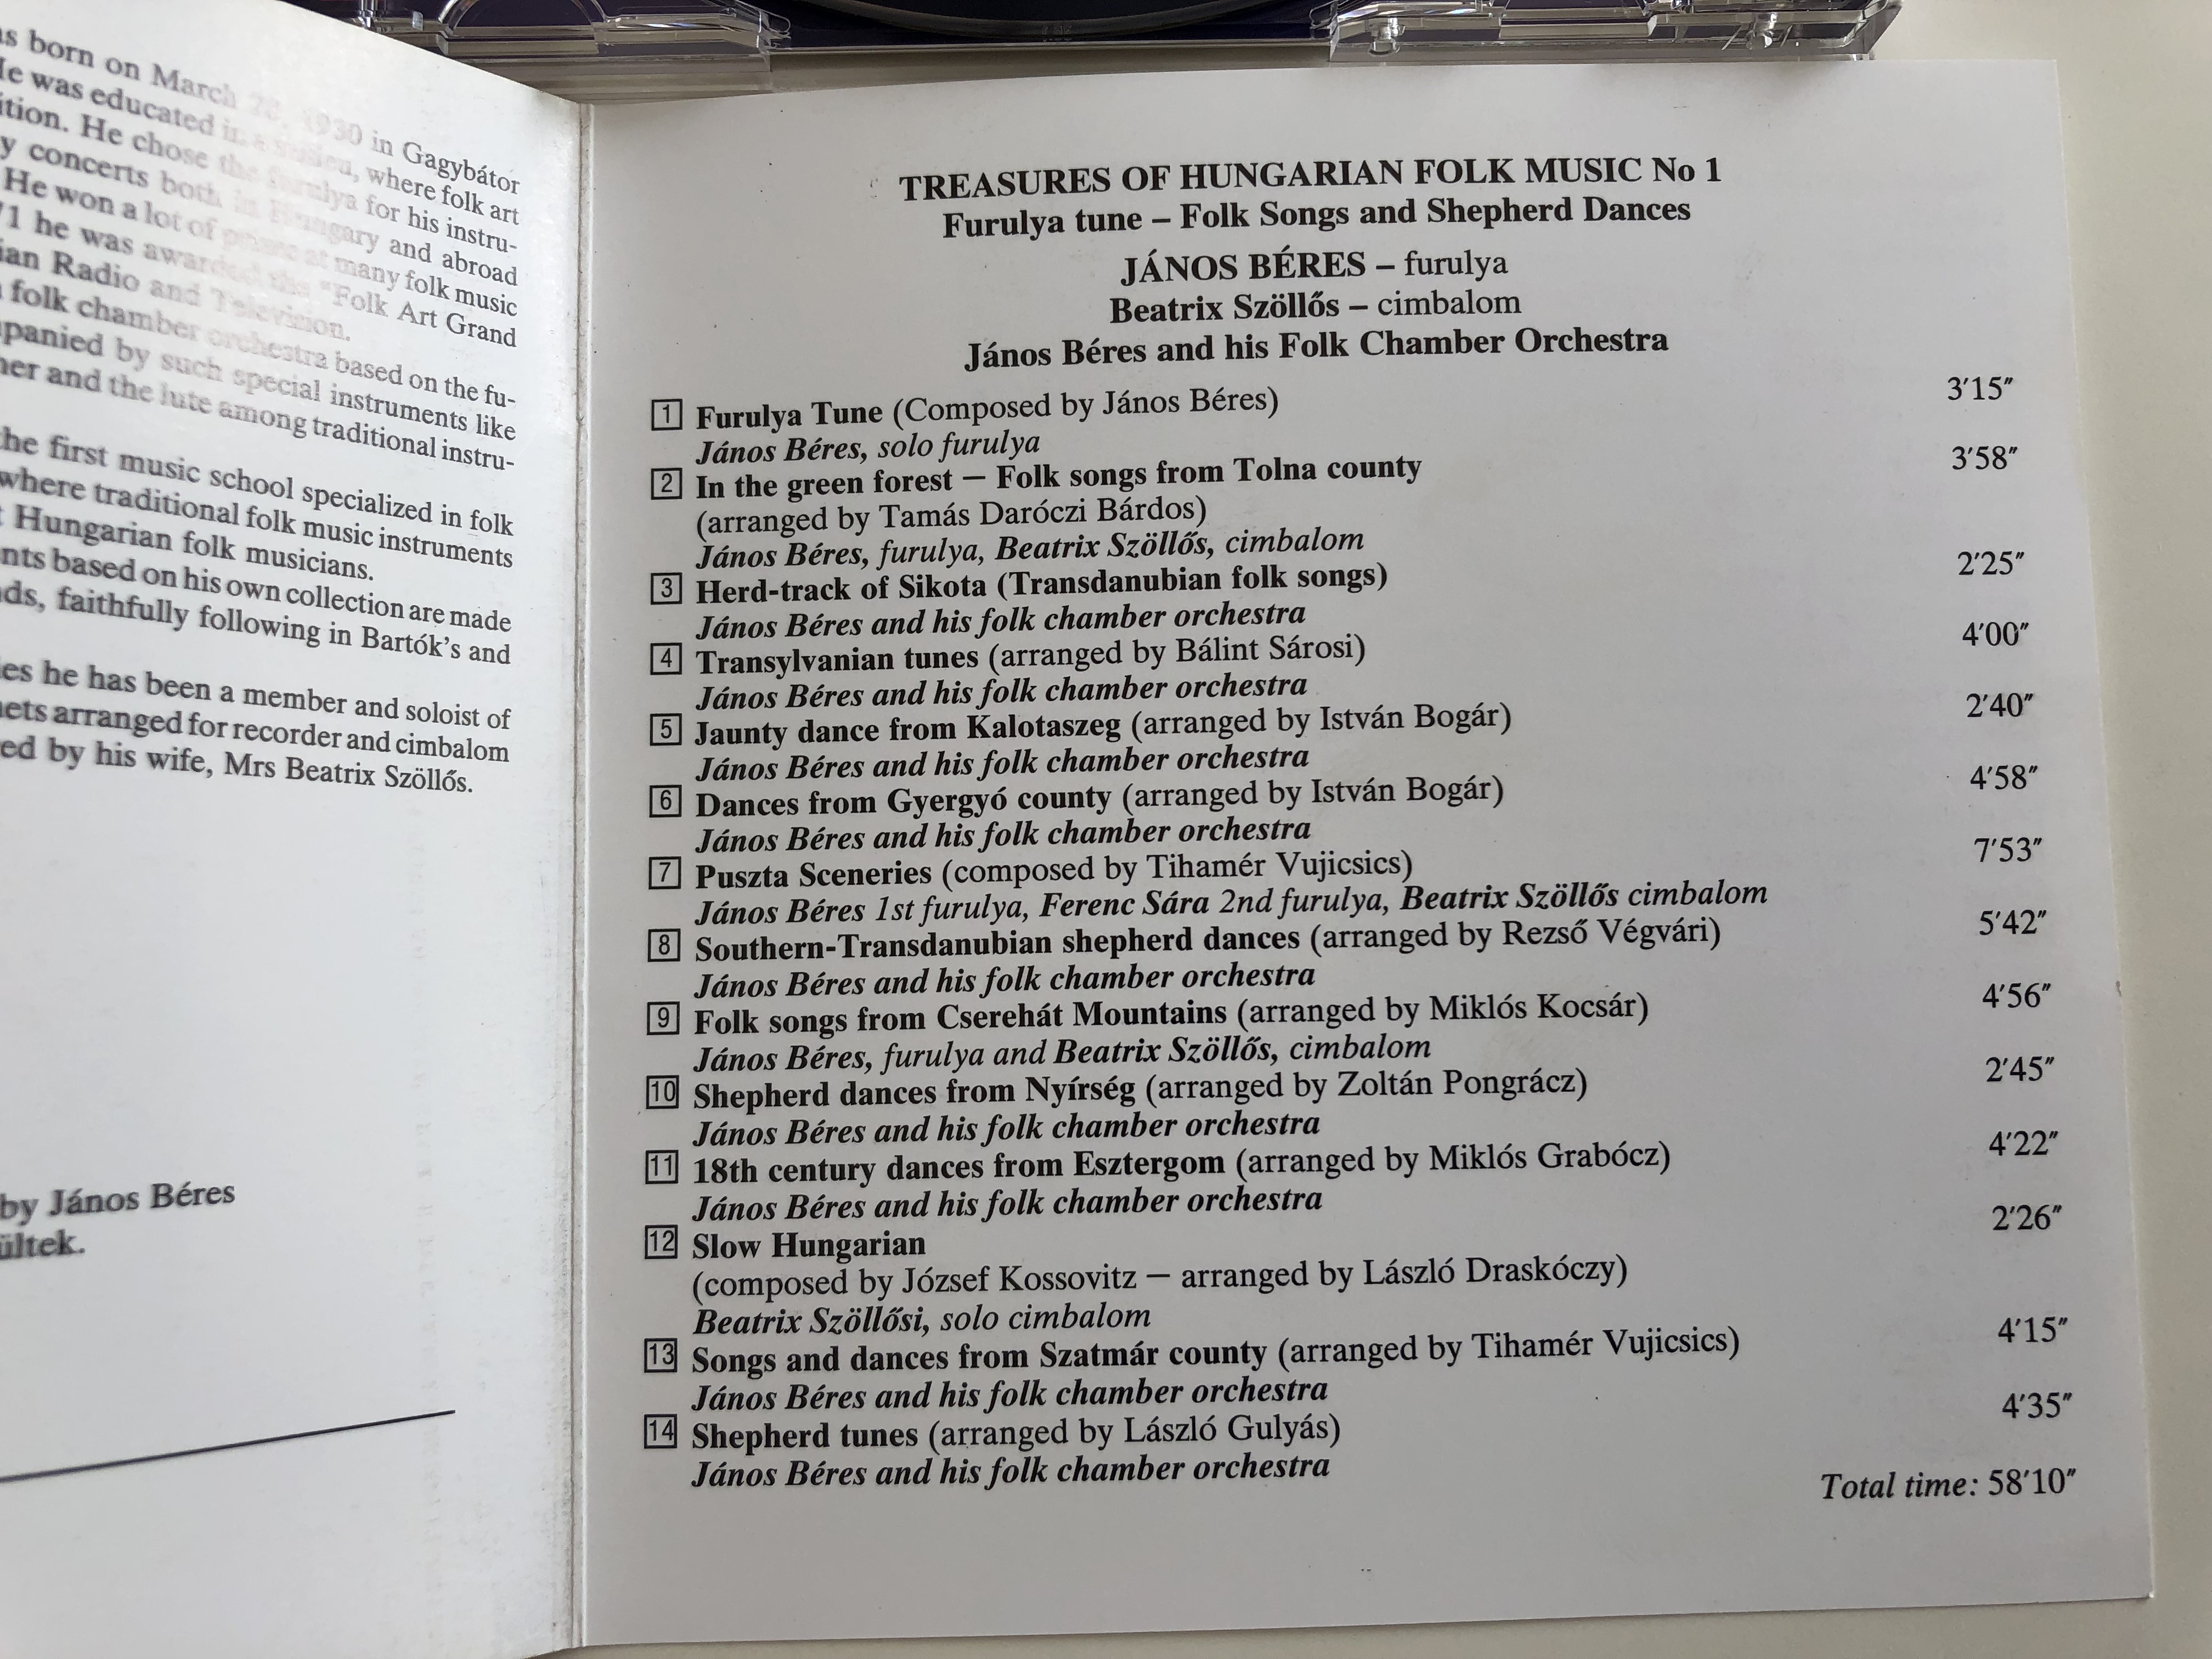 s born on March 1930 in Gagybátor
He was educated in where folk art
ition. He chose the furulya for his instru-
y concerts both in Hungary and abroad
He won a lot of at many folk music
71 he was awarded the "Folk Art Grand
ian Radio and Television.
folk chamber orchestra based on the fu-
mpanied by such special instruments like
her and the lute among traditional instru-
the first music school specialized in folk
where traditional folk music instruments
t Hungarian folk musicians.
nts based on his own collection are made
ds, faithfully following in Bartók's and
es he has been a member and soloist of
nets arranged for recorder and cimbalom
ed by his wife, Mrs Beatrix Szöllős.
by János Béres
ültek.
TREASURES OF HUNGARIAN FOLK MUSIC No 1
Furulya tune – Folk Songs and Shepherd Dances
JÁNOS BÉRES – furulya
Beatrix Szöllős – cimbalom
János Béres and his Folk Chamber Orchestra
1 Furulya Tune (Composed by János Béres) 3'15"
János Béres, solo furulya
2 In the green forest – Folk songs from Tolna county 3'58"
(arranged by Tamás Daróczi Bárdos)
János Béres, furulya, Beatrix Szöllős, cimbalom
3 Herd-track of Sikota (Transdanubian folk songs) 2'25"
János Béres and his folk chamber orchestra
4 Transylvanian tunes (arranged by Bálint Sárosi) 4'00"
János Béres and his folk chamber orchestra
5 Jaunty dance from Kalotaszeg (arranged by István Bogár) 2'40"
János Béres and his folk chamber orchestra
6 Dances from Gyergyó county (arranged by István Bogár) 4'58"
János Béres and his folk chamber orchestra
7 Puszta Sceneries (composed by Tihamér Vujicsics) 7'53"
János Béres 1st furulya, Ferenc Sára 2nd furulya, Beatrix Szöllős cimbalom
8 Southern-Transdanubian shepherd dances (arranged by Rezső Végvári) 5'42"
János Béres and his folk chamber orchestra
9 Folk songs from Cserehát Mountains (arranged by Miklós Kocsár) 4'56"
János Béres, furulya and Beatrix Szöllős, cimbalom
10 Shepherd dances from Nyírség (arranged by Zoltán Pongrácz) 2'45"
János Béres and his folk chamber orchestra
11 18th century dances from Esztergom (arranged by Miklós Grabócz) 4'22"
János Béres and his folk chamber orchestra
12 Slow Hungarian 2'26"
(composed by József Kossovitz – arranged by László Draskóczy)
Beatrix Szöllősi, solo cimbalom
13 Songs and dances from Szatmár county (arranged by Tihamér Vujicsics) 4'15"
János Béres and his folk chamber orchestra
14 Shepherd tunes (arranged by László Gulyás) 4'35"
János Béres and his folk chamber orchestra
Total time: 58'10"